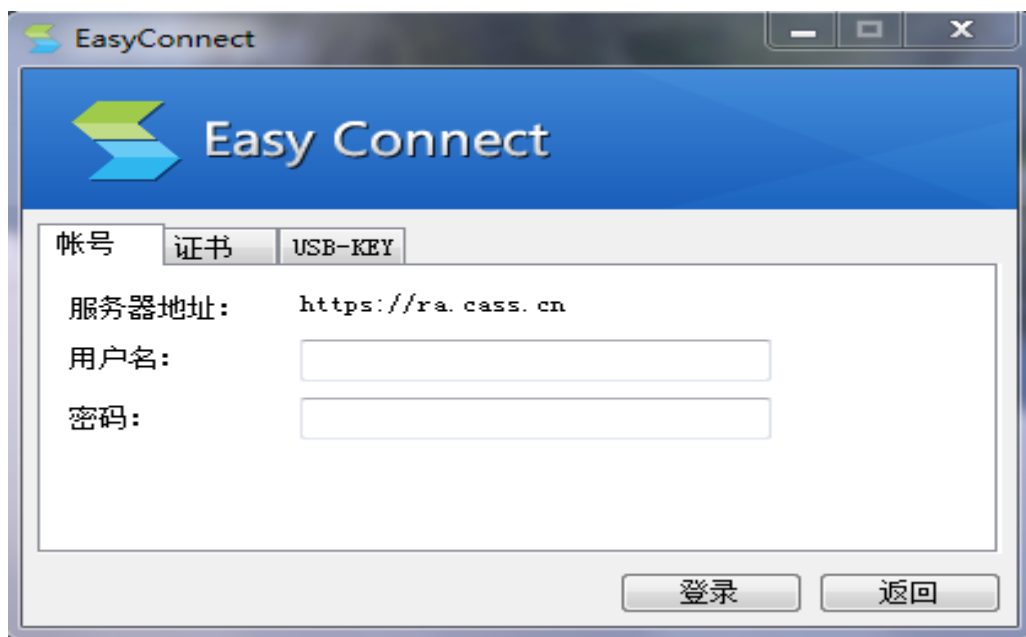 EasyConnect
Easy Connect
帐号 证书 USB-KEY
服务器地址: https://ra.cass.cn
用户名:
密码:
登录 返回